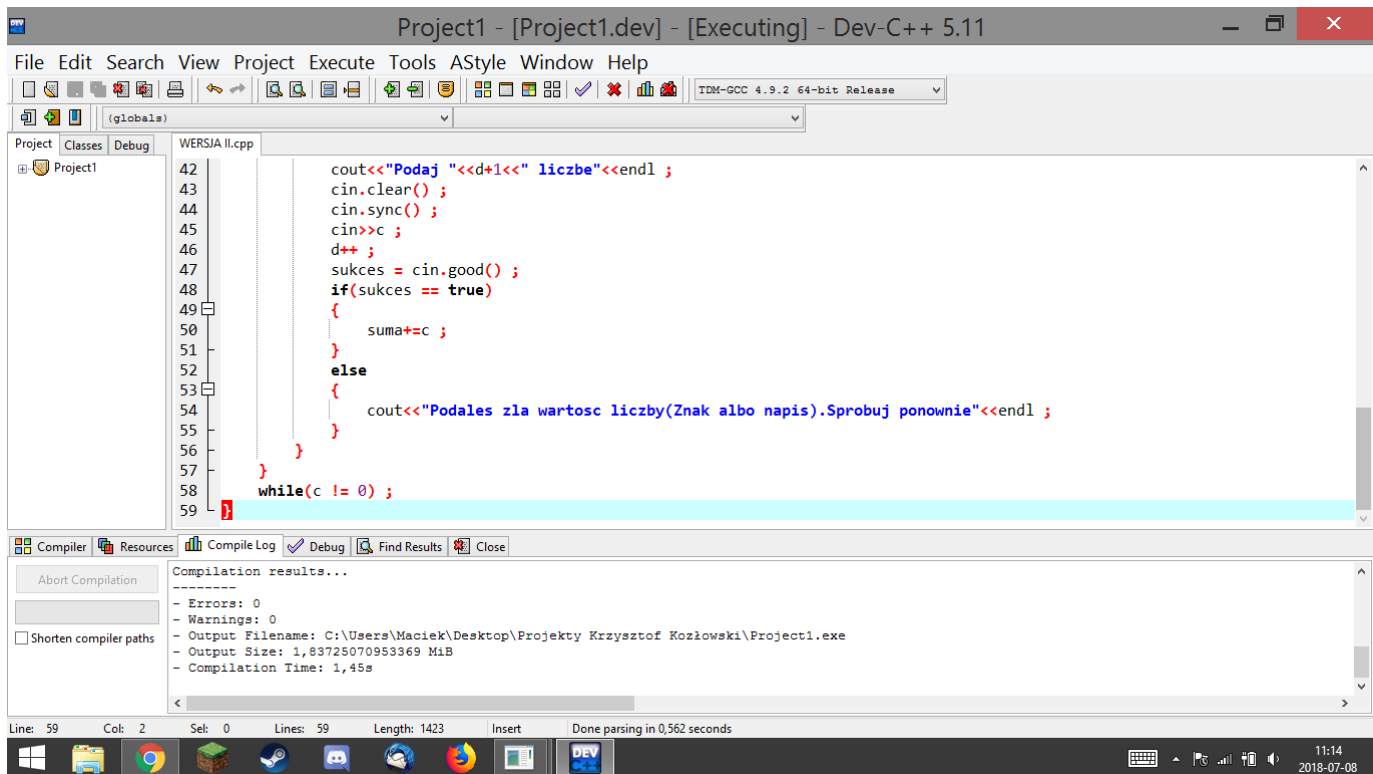 Project1 - [Project1.dev] - [Executing] - Dev-C++ 5.11
File Edit Search View Project Execute Tools AStyle Window Help
TDM-GCC 4.9.2 64-bit Release
(globals)
Project Classes Debug
WERSJA II.cpp
Project1
42 cout<<"Podaj "<<d+1<<" liczbe"<<endl ;
43 cin.clear() ;
44 cin.sync() ;
45 cin>>c ;
46 d++ ;
47 sukces = cin.good() ;
48 if(sukces == true)
49 {
50 suma+=c ;
51 }
52 else
53 {
54 cout<<"Podales zla wartosc liczby(Znak albo napis).Sprobuj ponownie"<<endl ;
55 }
56 }
57 }
58 while(c != 0) ;
59 }
Compiler Resources Compile Log Debug Find Results Close
Abort Compilation
Shorten compiler paths
Compilation results...
--------
- Errors: 0
- Warnings: 0
- Output Filename: C:\Users\Maciek\Desktop\Projekty Krzysztof Kozłowski\Project1.exe
- Output Size: 1,83725070953369 MiB
- Compilation Time: 1,45s
Line: 59 Col: 2 Sel: 0 Lines: 59 Length: 1423 Insert Done parsing in 0,562 seconds
DEV C++
11:14
2018-07-08